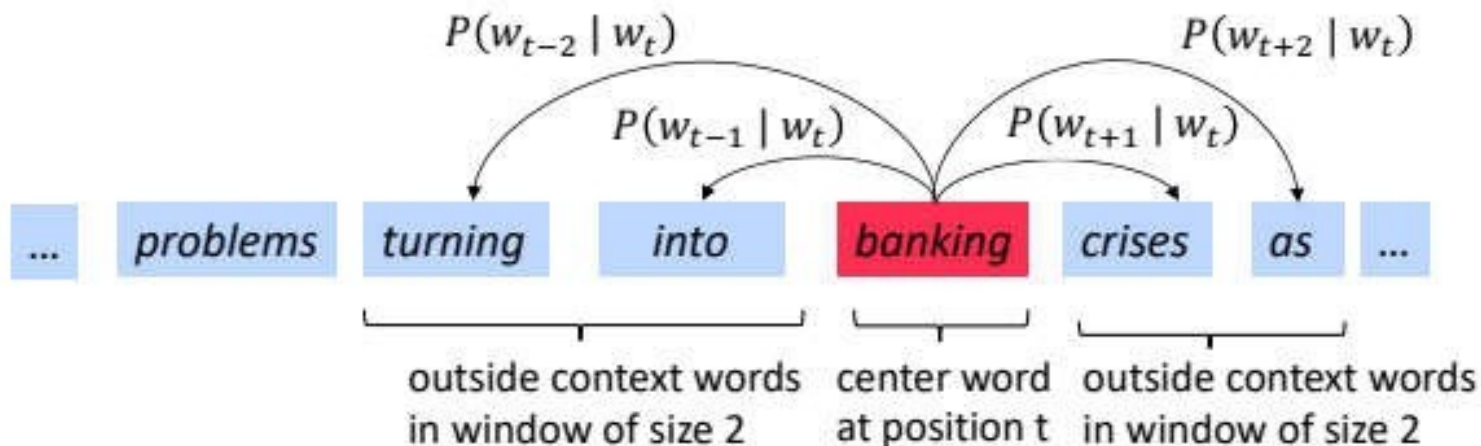 P(w_{t−2} | w_t) P(w_{t+2} | w_t)
P(w_{t−1} | w_t) P(w_{t+1} | w_t)
... problems turning into banking crises as ...
outside context words center word outside context words
in window of size 2 at position t in window of size 2